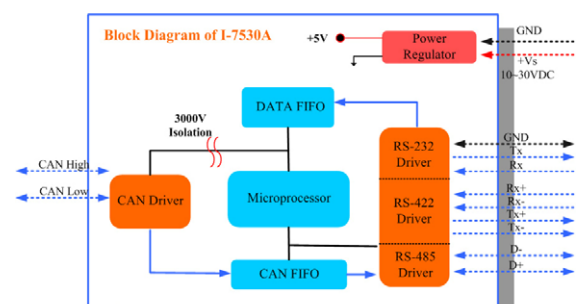 Block Diagram of I-7530A
+5V
Power
Regulator
GND
+Vs
10~30VDC
DATA FIFO
3000V
Isolation
RS-232
Driver
GND
Tx
Rx
CAN High
CAN Low
CAN Driver
Microprocessor
RS-422
Driver
Rx+
Rx-
Tx+
Tx-
CAN FIFO
RS-485
Driver
D-
D+